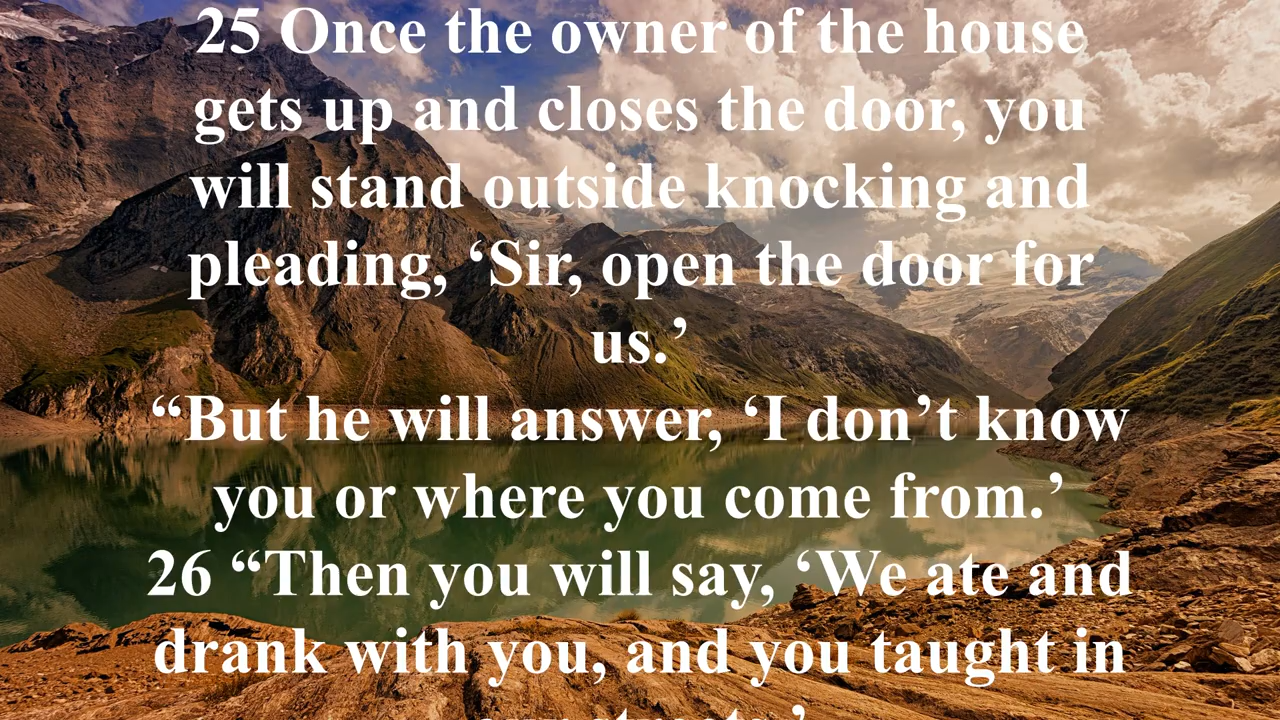 25 Once the owner of the house
gets up and closes the door, you
will stand outside knocking and
pleading, ‘Sir, open the door for
us.’
“But he will answer, ‘I don’t know
you or where you come from.’
26 “Then you will say, ‘We ate and
drank with you, and you taught in
our streets.’